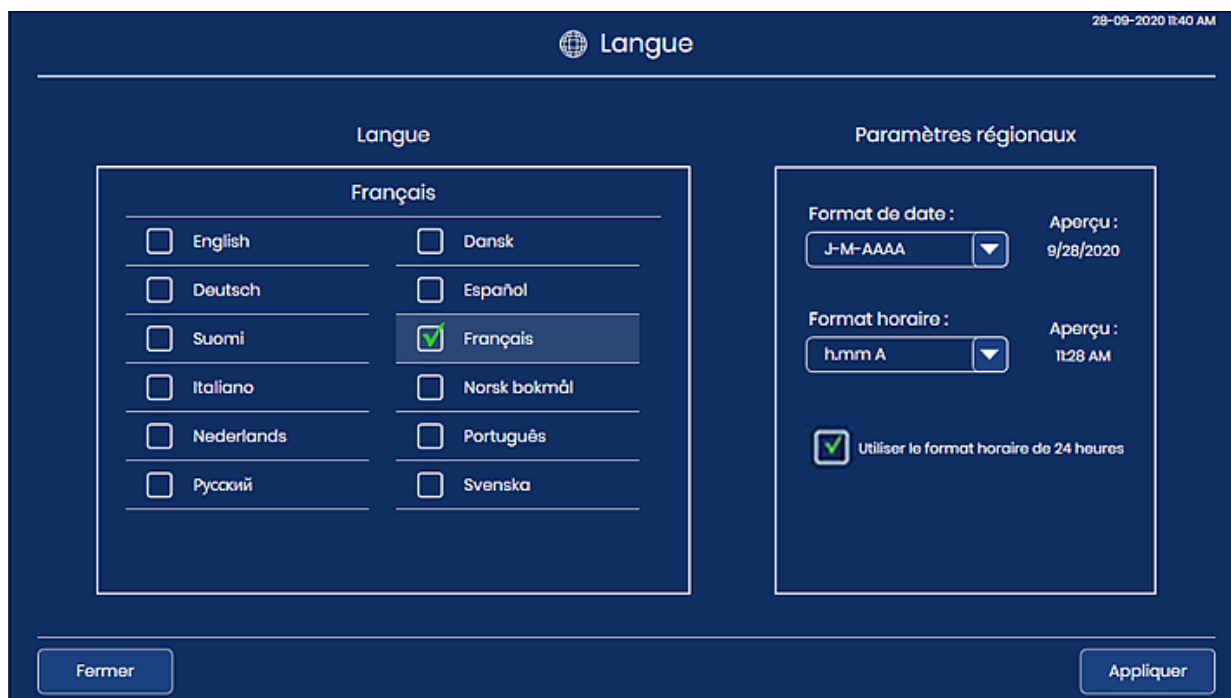 28-09-2020 11:40 AM
Langue
Langue
Français
English
Dansk
Deutsch
Español
Suomi
Français
Italiano
Norsk bokmål
Nederlands
Português
Русский
Svenska
Paramètres régionaux
Format de date :
Aperçu :
J-M-AAAA
9/28/2020
Format horaire :
Aperçu :
h.mm A
11:28 AM
Utiliser le format horaire de 24 heures
Fermer
Appliquer